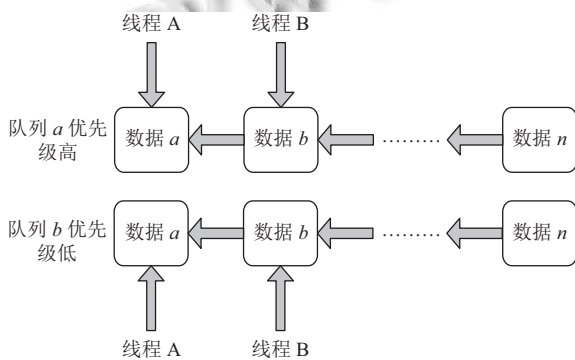 线程 A
线程 B
队列 a 优先
级高
数据 a
数据 b
………
数据 n
队列 b 优先
级低
数据 a
数据 b
………
数据 n
线程 A
线程 B